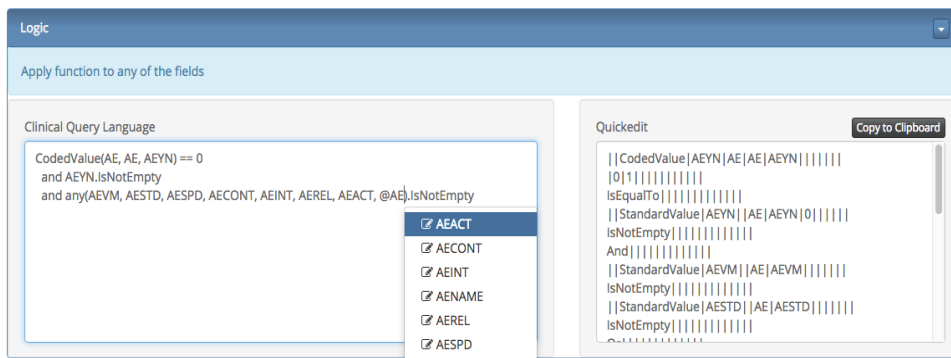 Logic
Apply function to any of the fields
Clinical Query Language
CodedValue(AE, AE, AEYN) == 0
and AEYN.IsNotEmpty
and any(AEVM, AESTD, AESPD, AECONT, AEINT, AEREL, AEACT, @AE).IsNotEmpty
AEACT
AECONT
AEINT
AENAME
AEREL
AESPD
Quickedit
Copy to Clipboard
||CodedValue|AEYN|AE|AE|AEYN|||||||
|0|1|||||||||||
IsEqualTo|||||||||||||
||StandardValue|AEYN||AE|AEYN|0||||||
IsNotEmpty|||||||||||||
And|||||||||||||
||StandardValue|AEVM||AE|AEVM|||||||
IsNotEmpty|||||||||||||
||StandardValue|AESTD||AE|AESTD|||||||
IsNotEmpty|||||||||||||
Or|||||||||||||